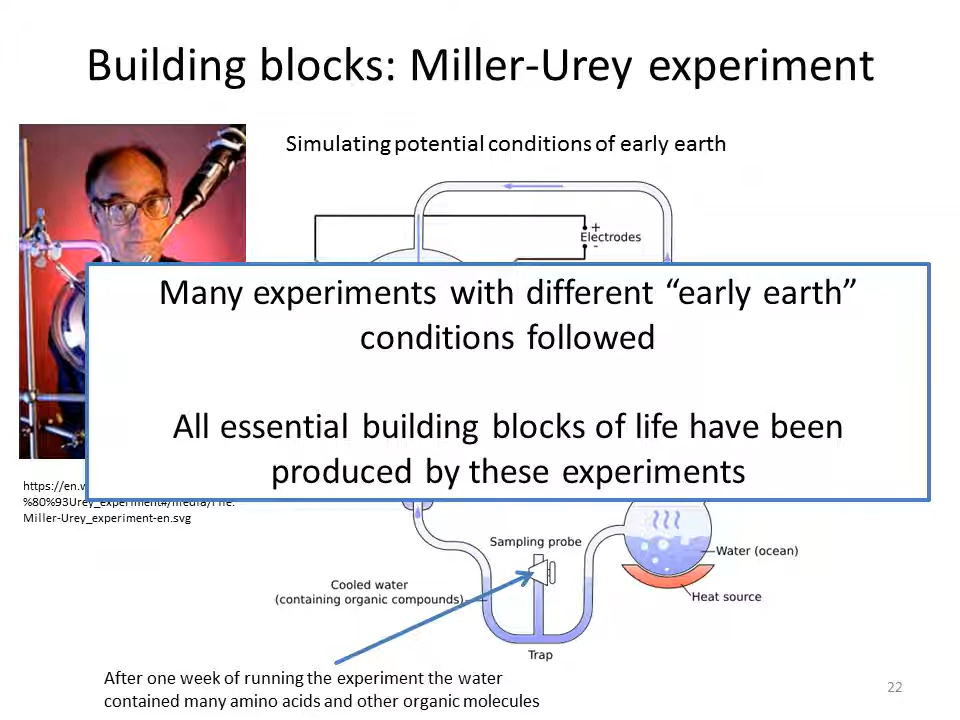 Building blocks: Miller-Urey experiment
Simulating potential conditions of early earth
+
Electrodes
-
Many experiments with different “early earth”
conditions followed
All essential building blocks of life have been
produced by these experiments
https://en.w
%80%93Urey_experiment#/media/File:
Miller-Urey_experiment-en.svg
Sampling probe
Water (ocean)
Cooled water
(containing organic compounds)
Heat source
Trap
After one week of running the experiment the water
contained many amino acids and other organic molecules
22